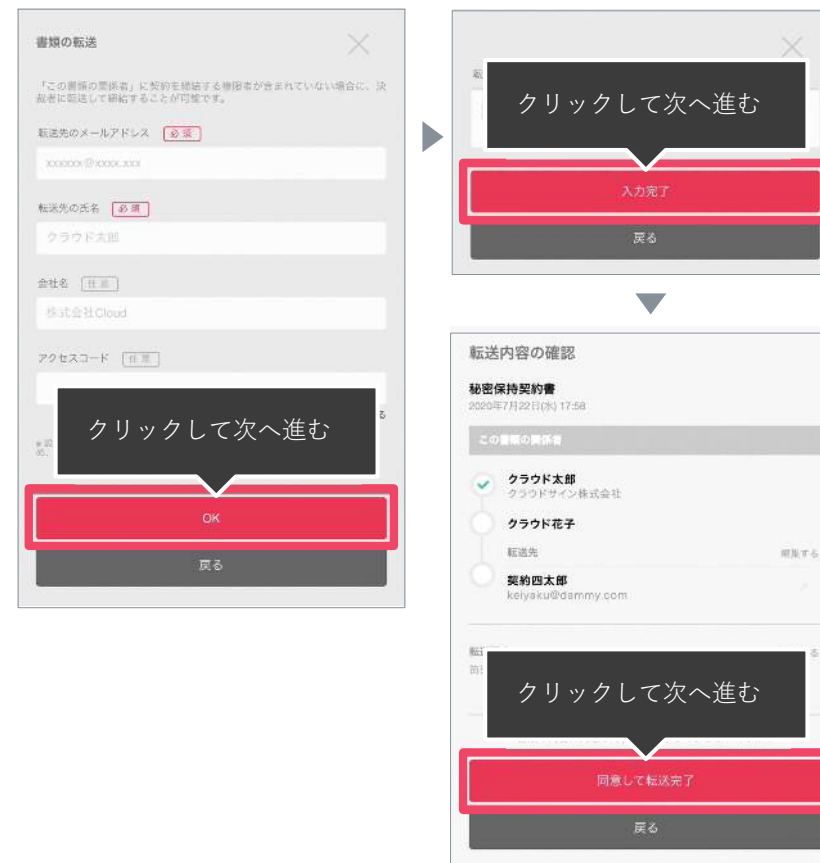 書類の転送
「この書類の関係者」に契約を締結する権限者が含まれていない場合に、決
裁者に転送して締結することが可能です。
転送先のメールアドレス 必須
xxxxxx@xxxx.xxx
転送先の氏名 必須
クラウド太郎
会社名 任意
株式会社Cloud
アクセスコード 任意
クリックして次へ進む
OK
戻る
クリックして次へ進む
入力完了
戻る
転送内容の確認
秘密保持契約書
2020年7月22日(水) 17:58
この書類の関係者
クラウド太郎
クラウドサイン株式会社
クラウド花子
転送先
編集する
契約四太郎
keiyaku@dammy.com
クリックして次へ進む
同意して転送完了
戻る